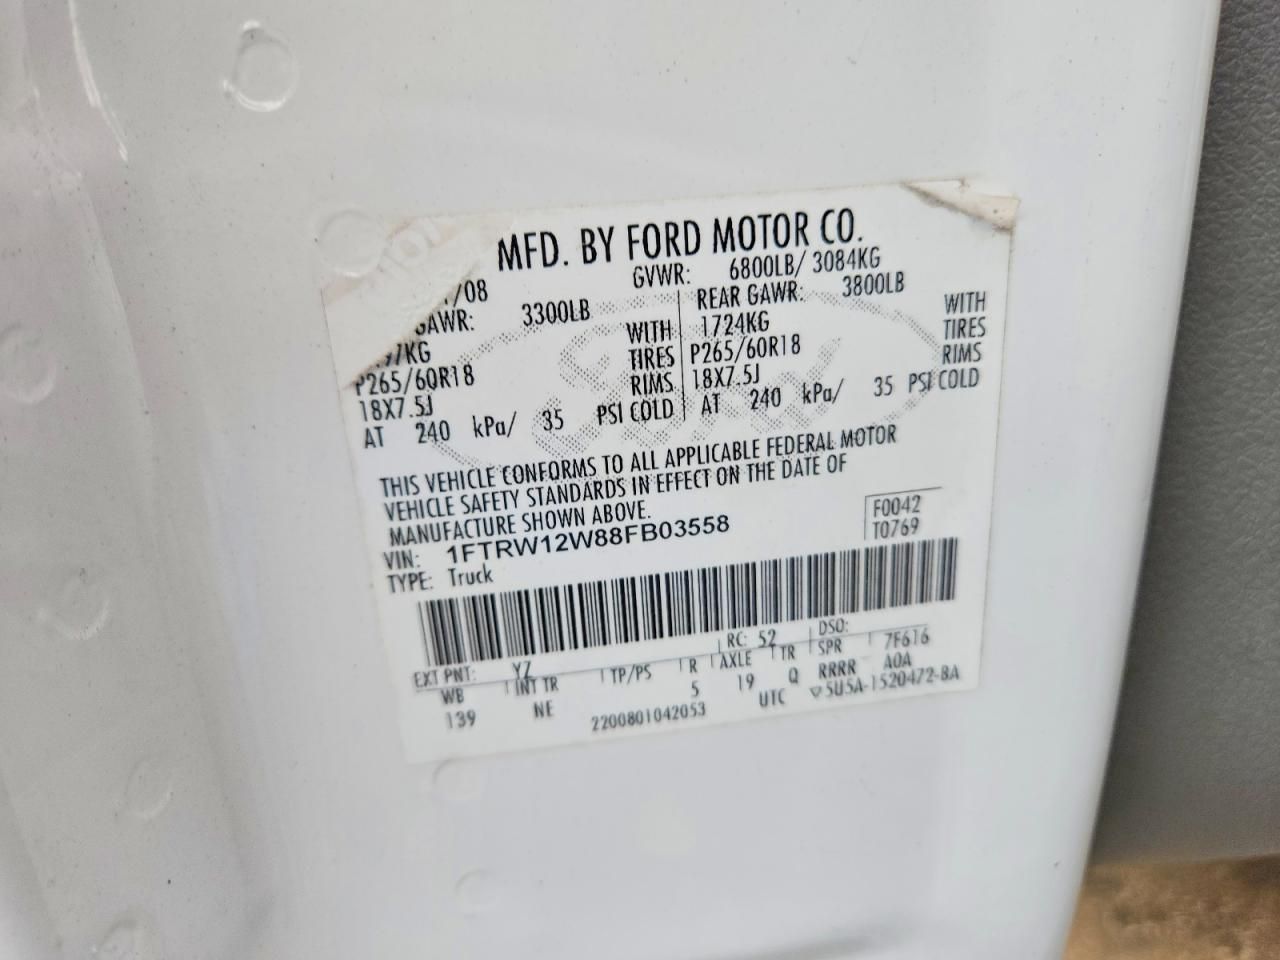 MFD. BY FORD MOTOR CO.
/08 GVWR: 6800LB/ 3084KG
GAWR: 3300LB REAR GAWR: 3800LB
7KG WITH 1724KG WITH
P265/60R18 TIRES P265/60R18 TIRES
18X7.5J RIMS 18X7.5J RIMS
AT 240 kPa/ 35 PSI COLD AT 240 kPa/ 35 PSI COLD
THIS VEHICLE CONFORMS TO ALL APPLICABLE FEDERAL MOTOR
VEHICLE SAFETY STANDARDS IN EFFECT ON THE DATE OF
MANUFACTURE SHOWN ABOVE.
F0042
VIN: 1FTRW12W88FB03558 T0769
TYPE: Truck
EXT PNT: YZ RC: 52 DSO:
WB INT TR TP/PS R AXLE TR SPR 7F616
139 NE 5 19 Q RRRR AOA
2200801042053 UTC ▽5U5A-1520472-BA